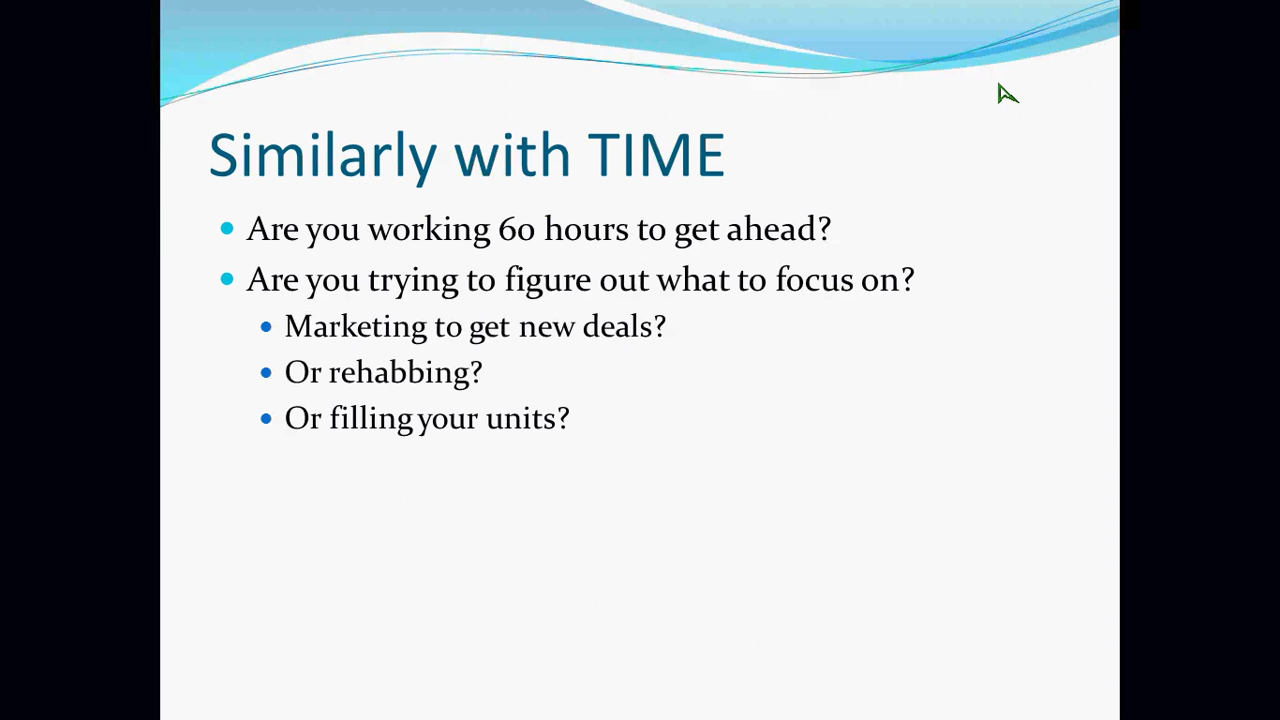 Similarly with TIME
Are you working 60 hours to get ahead?
Are you trying to figure out what to focus on?
Marketing to get new deals?
Or rehabbing?
Or filling your units?